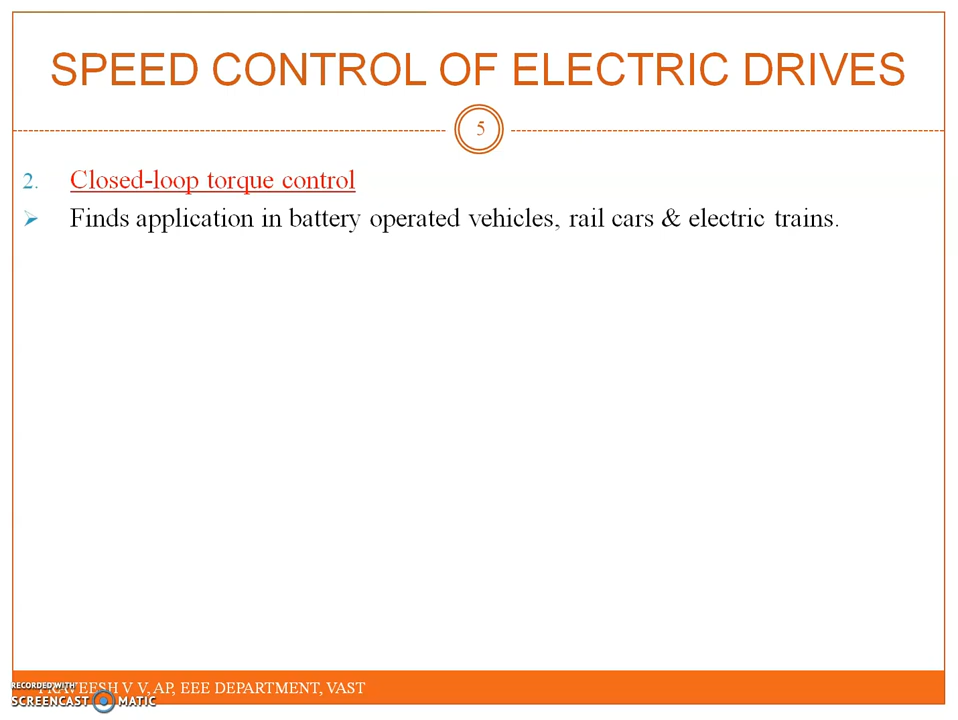 SPEED CONTROL OF ELECTRIC DRIVES
5
2. Closed-loop torque control
➢ Finds application in battery operated vehicles, rail cars & electric trains.
V V, AP, EEE DEPARTMENT, VAST
RECORDED WITH
SCREENCAST MATIC